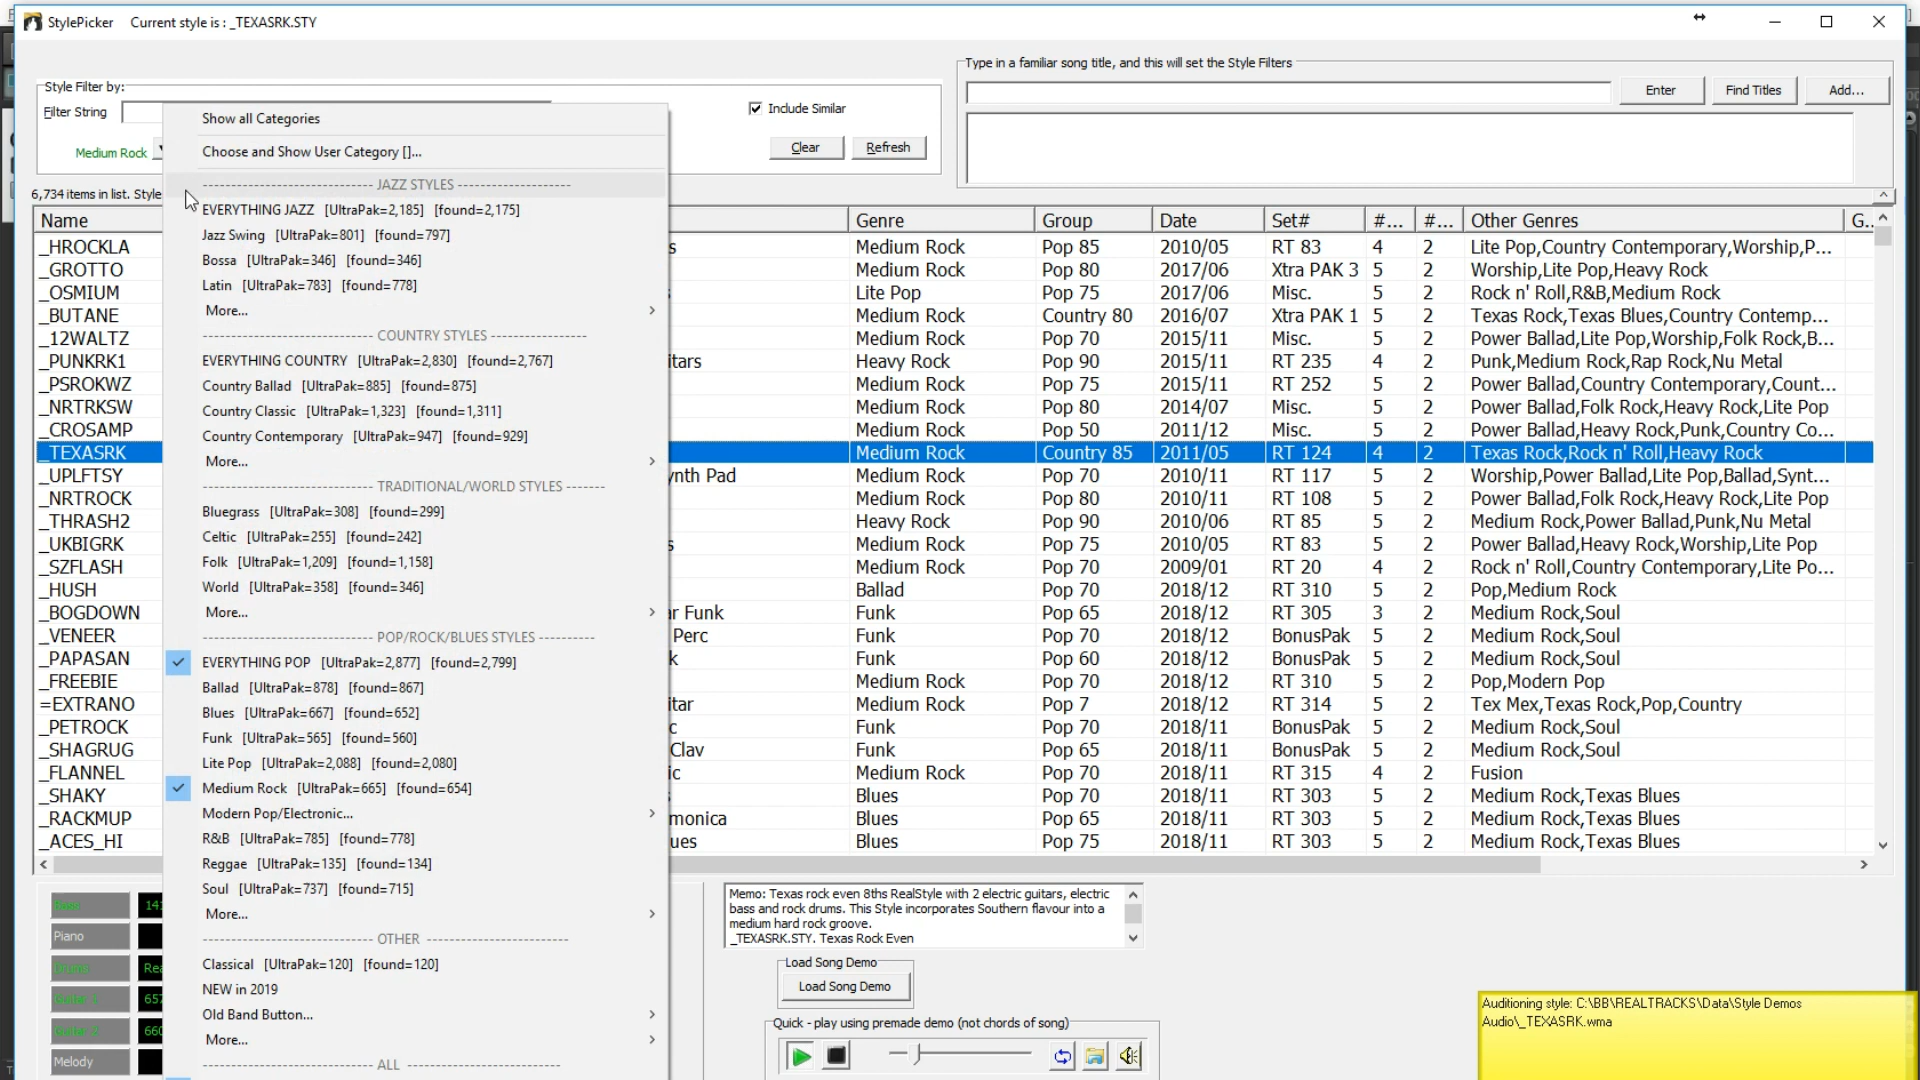 StylePicker Current style is : _TEXASRK.STY
Style Filter by:
Filter String
Include Similar
Medium Rock
Clear
Refresh
Type in a familiar song title, and this will set the Style Filters
Enter
Find Titles
Add...
6,734 items in list. Style
Show all Categories
Choose and Show User Category []...
JAZZ STYLES
EVERYTHING JAZZ [UltraPak=2,185] [found=2,175]
Jazz Swing [UltraPak=801] [found=797]
Bossa [UltraPak=346] [found=346]
Latin [UltraPak=783] [found=778]
More...
COUNTRY STYLES
EVERYTHING COUNTRY [UltraPak=2,830] [found=2,767]
Country Ballad [UltraPak=885] [found=875]
Country Classic [UltraPak=1,323] [found=1,311]
Country Contemporary [UltraPak=947] [found=929]
More...
TRADITIONAL/WORLD STYLES
Bluegrass [UltraPak=308] [found=299]
Celtic [UltraPak=255] [found=242]
Folk [UltraPak=1,209] [found=1,158]
World [UltraPak=358] [found=346]
More...
POP/ROCK/BLUES STYLES
EVERYTHING POP [UltraPak=2,877] [found=2,799]
Ballad [UltraPak=878] [found=867]
Blues [UltraPak=667] [found=652]
Funk [UltraPak=565] [found=560]
Lite Pop [UltraPak=2,088] [found=2,080]
Medium Rock [UltraPak=665] [found=654]
Modern Pop/Electronic...
R&B [UltraPak=785] [found=778]
Reggae [UltraPak=135] [found=134]
Soul [UltraPak=737] [found=715]
More...
OTHER
Classical [UltraPak=120] [found=120]
NEW in 2019
Old Band Button...
More...
ALL
Name Genre Group Date Set# #... #... Other Genres G..
_HROCKLA s Medium Rock Pop 85 2010/05 RT 83 4 2 Lite Pop,Country Contemporary,Worship,P...
_GROTTO Medium Rock Pop 80 2017/06 Xtra PAK 3 5 2 Worship,Lite Pop,Heavy Rock
_OSMIUM Lite Pop Pop 75 2017/06 Misc. 5 2 Rock n' Roll,R&B,Medium Rock
_BUTANE Medium Rock Country 80 2016/07 Xtra PAK 1 5 2 Texas Rock,Texas Blues,Country Contemp...
_12WALTZ Medium Rock Pop 70 2015/11 Misc. 5 2 Power Ballad,Lite Pop,Worship,Folk Rock,B...
_PUNKRK1 itars Heavy Rock Pop 90 2015/11 RT 235 4 2 Punk,Medium Rock,Rap Rock,Nu Metal
_PSROKWZ Medium Rock Pop 75 2015/11 RT 252 5 2 Power Ballad,Country Contemporary,Count...
_NRTRKSW Medium Rock Pop 80 2014/07 Misc. 5 2 Power Ballad,Folk Rock,Heavy Rock,Lite Pop
_CROSAMP Medium Rock Pop 50 2011/12 Misc. 5 2 Power Ballad,Heavy Rock,Punk,Country Co...
_TEXASRK Medium Rock Country 85 2011/05 RT 124 4 2 Texas Rock,Rock n' Roll,Heavy Rock
_UPLFTSY ynth Pad Medium Rock Pop 70 2010/11 RT 117 5 2 Worship,Power Ballad,Lite Pop,Ballad,Synt...
_NRTROCK Medium Rock Pop 80 2010/11 RT 108 5 2 Power Ballad,Folk Rock,Heavy Rock,Lite Pop
_THRASH2 Heavy Rock Pop 90 2010/06 RT 85 5 2 Medium Rock,Power Ballad,Punk,Nu Metal
_UKBIGRK s Medium Rock Pop 75 2010/05 RT 83 5 2 Power Ballad,Heavy Rock,Worship,Lite Pop
_SZFLASH Medium Rock Pop 70 2009/01 RT 20 4 2 Rock n' Roll,Country Contemporary,Lite Po...
_HUSH Ballad Pop 70 2018/12 RT 310 5 2 Pop,Medium Rock
_BOGDOWN ar Funk Funk Pop 65 2018/12 RT 305 3 2 Medium Rock,Soul
_VENEER Perc Funk Pop 70 2018/12 BonusPak 5 2 Medium Rock,Soul
_PAPASAN k Funk Pop 60 2018/12 BonusPak 5 2 Medium Rock,Soul
_FREEBIE Medium Rock Pop 70 2018/12 RT 310 5 2 Pop,Modern Pop
=EXTRANO itar Medium Rock Pop 7 2018/12 RT 314 5 2 Tex Mex,Texas Rock,Pop,Country
_PETROCK c Funk Pop 70 2018/11 BonusPak 5 2 Medium Rock,Soul
_SHAGRUG Clav Funk Pop 65 2018/11 BonusPak 5 2 Medium Rock,Soul
_FLANNEL ic Medium Rock Pop 70 2018/11 RT 315 4 2 Fusion
_SHAKY Blues Pop 70 2018/11 RT 303 5 2 Medium Rock,Texas Blues
_RACKMUP monica Blues Pop 65 2018/11 RT 303 5 2 Medium Rock,Texas Blues
_ACES_HI ues Blues Pop 75 2018/11 RT 303 5 2 Medium Rock,Texas Blues
Bass 141
Piano
Drums Rea
Guitar 1 657
Guitar 2 660
Melody
Memo: Texas rock even 8ths RealStyle with 2 electric guitars, electric
bass and rock drums. This Style incorporates Southern flavour into a
medium hard rock groove.
_TEXASRK.STY. Texas Rock Even
Load Song Demo
Load Song Demo
Quick - play using premade demo (not chords of song)
Auditioning style: C:\BB\REALTRACKS\Data\Style Demos
Audio\_TEXASRK.wma